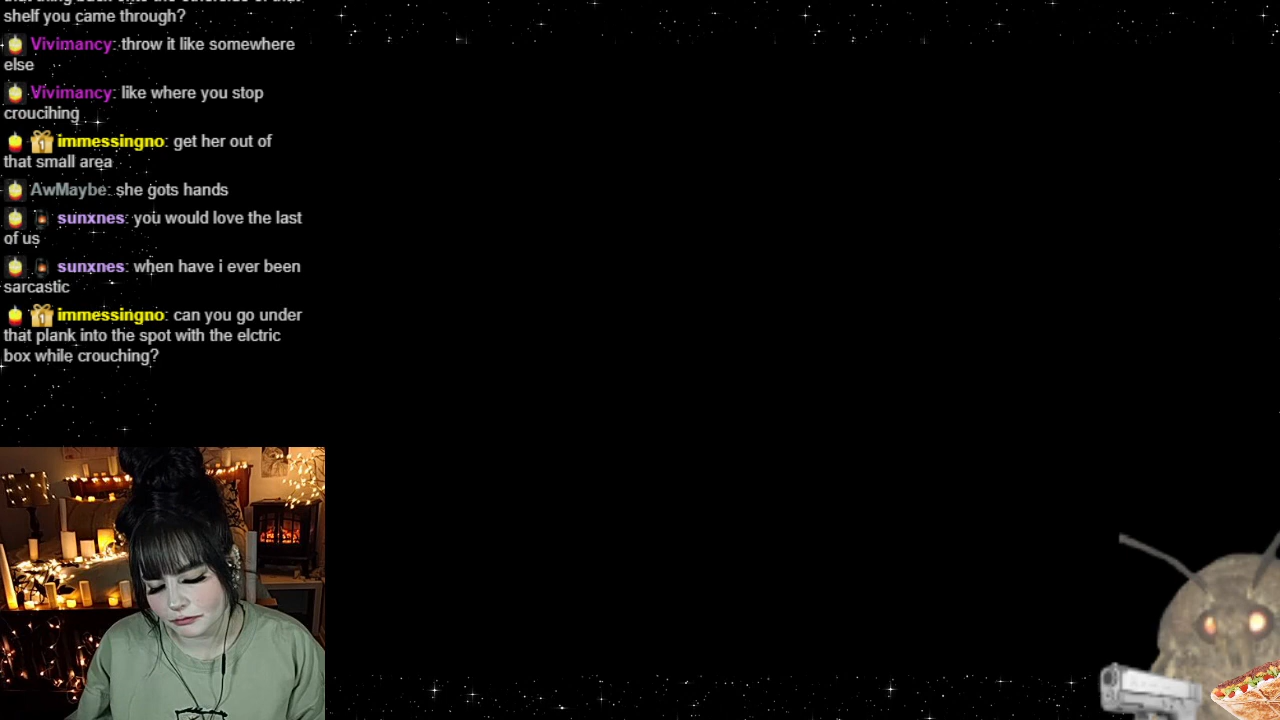 shelf you came through?
Vivimancy: throw it like somewhere
else
Vivimancy: like where you stop
croucihing
immessingno: get her out of
that small area
AwMaybe: she gots hands
sunxnes: you would love the last
of us
sunxnes: when have i ever been
sarcastic
immessingno: can you go under
that plank into the spot with the elctric
box while crouching?